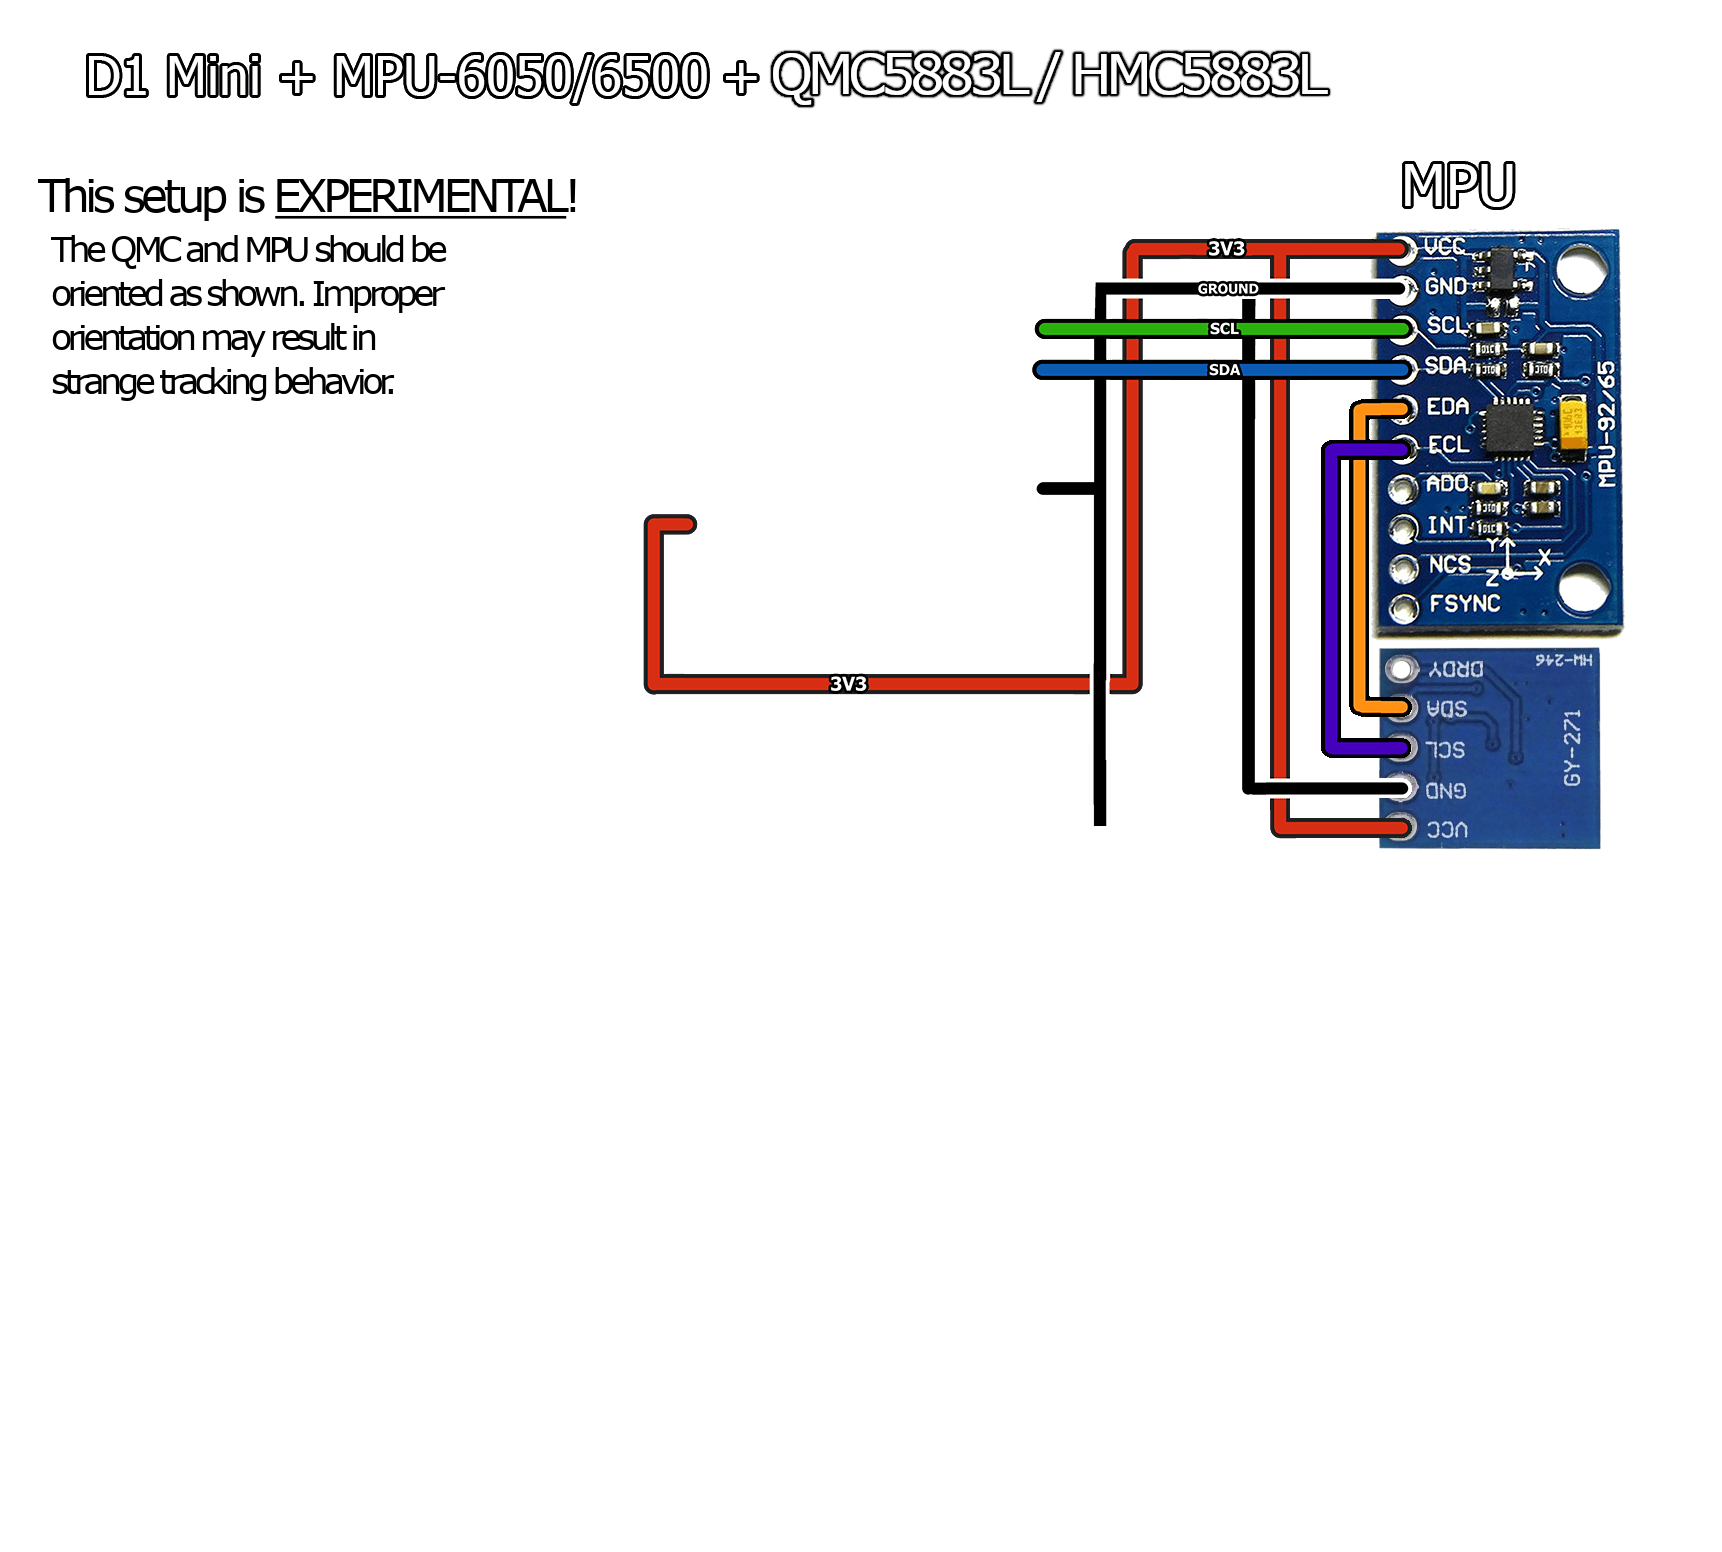 D1 Mini + MPU-6050/6500 + QMC5883L / HMC5883L
This setup is EXPERIMENTAL!
The QMC and MPU should be
oriented as shown. Improper
orientation may result in
strange tracking behavior.
MPU
3V3
GROUND
SCL
SDA
3V3
VCC
GND
SCL
SDA
EDA
ECL
ADO
INT
NCS
FSYNC
Y
X
Z
MPU-92/65
DRDY
HW-246
SDA
SCL
GND
VCC
GY-271